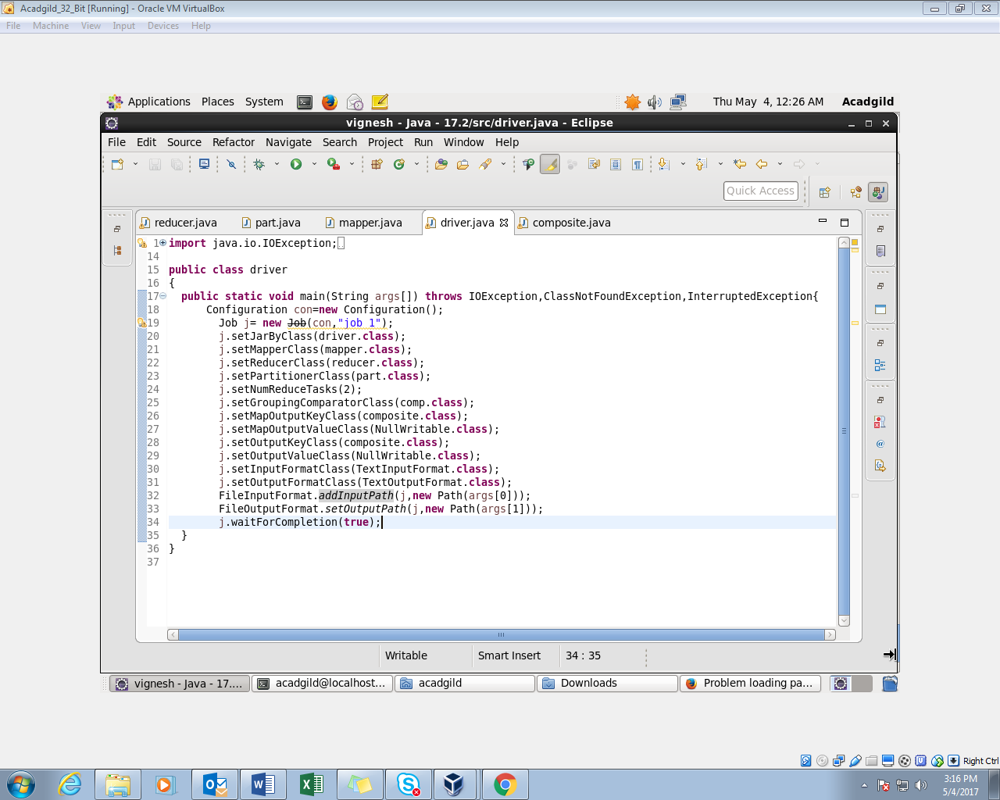 Acadgild_32_Bit [Running] - Oracle VM VirtualBox
File Machine View Input Devices Help
Applications Places System Thu May 4, 12:26 AM Acadgild
vignesh - Java - 17.2/src/driver.java - Eclipse
File Edit Source Refactor Navigate Search Project Run Window Help
Quick Access
reducer.java part.java mapper.java driver.java composite.java
1 import java.io.IOException;
14
15 public class driver
16 {
17 public static void main(String args[]) throws IOException,ClassNotFoundException,InterruptedException{
18 Configuration con=new Configuration();
19 Job j= new Job(con,"job 1");
20 j.setJarByClass(driver.class);
21 j.setMapperClass(mapper.class);
22 j.setReducerClass(reducer.class);
23 j.setPartitionerClass(part.class);
24 j.setNumReduceTasks(2);
25 j.setGroupingComparatorClass(comp.class);
26 j.setMapOutputKeyClass(composite.class);
27 j.setMapOutputValueClass(NullWritable.class);
28 j.setOutputKeyClass(composite.class);
29 j.setOutputValueClass(NullWritable.class);
30 j.setInputFormatClass(TextInputFormat.class);
31 j.setOutputFormatClass(TextOutputFormat.class);
32 FileInputFormat.addInputPath(j,new Path(args[0]));
33 FileOutputFormat.setOutputPath(j,new Path(args[1]));
34 j.waitForCompletion(true);
35 }
36 }
37
Writable Smart Insert 34 : 35
vignesh - Java - 17.... acadgild@localhost... acadgild Downloads Problem loading pa...
Right Ctrl
3:16 PM
5/4/2017